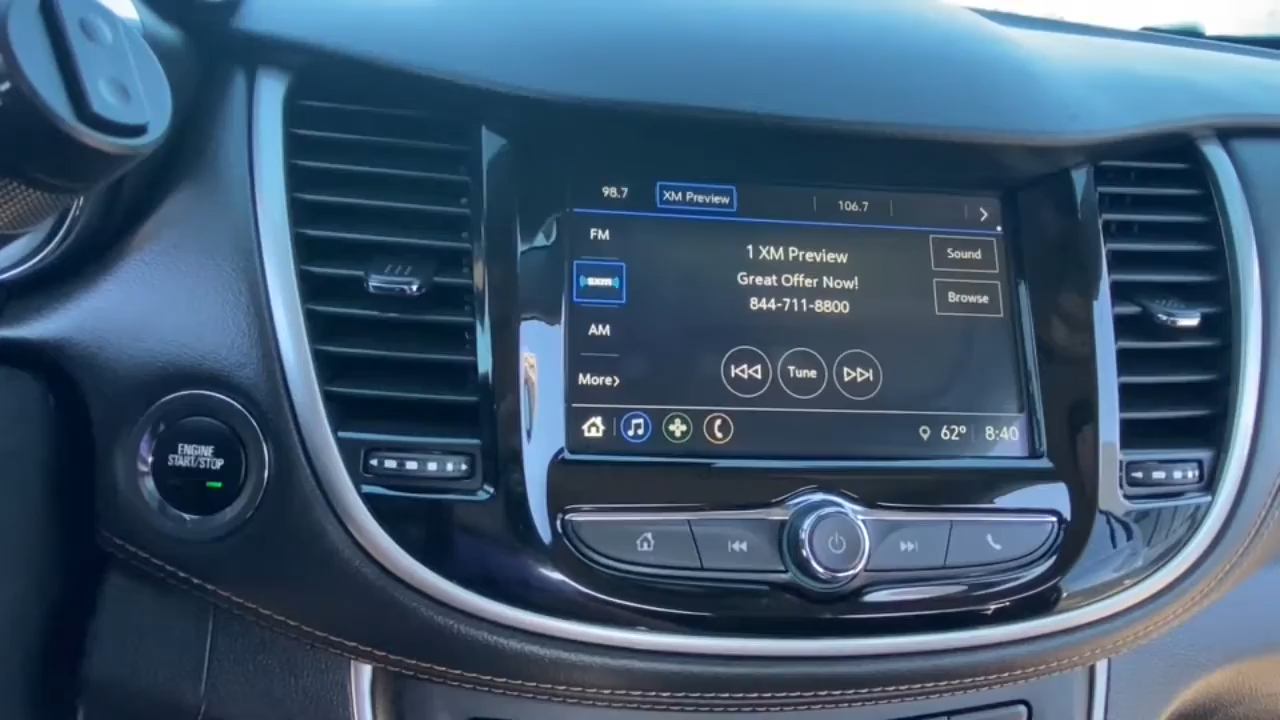 98.7
XM Preview
106.7
FM
sxm
AM
More
1 XM Preview
Great Offer Now!
844-711-8800
Sound
Browse
Tune
62° 8:40
ENGINE
START/STOP